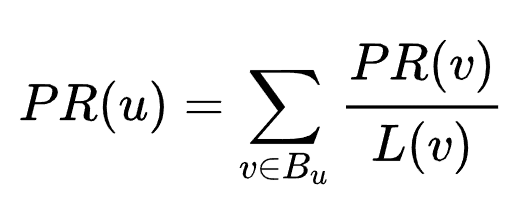 PR(u) = ∑_{v∈B_u} PR(v)/L(v)